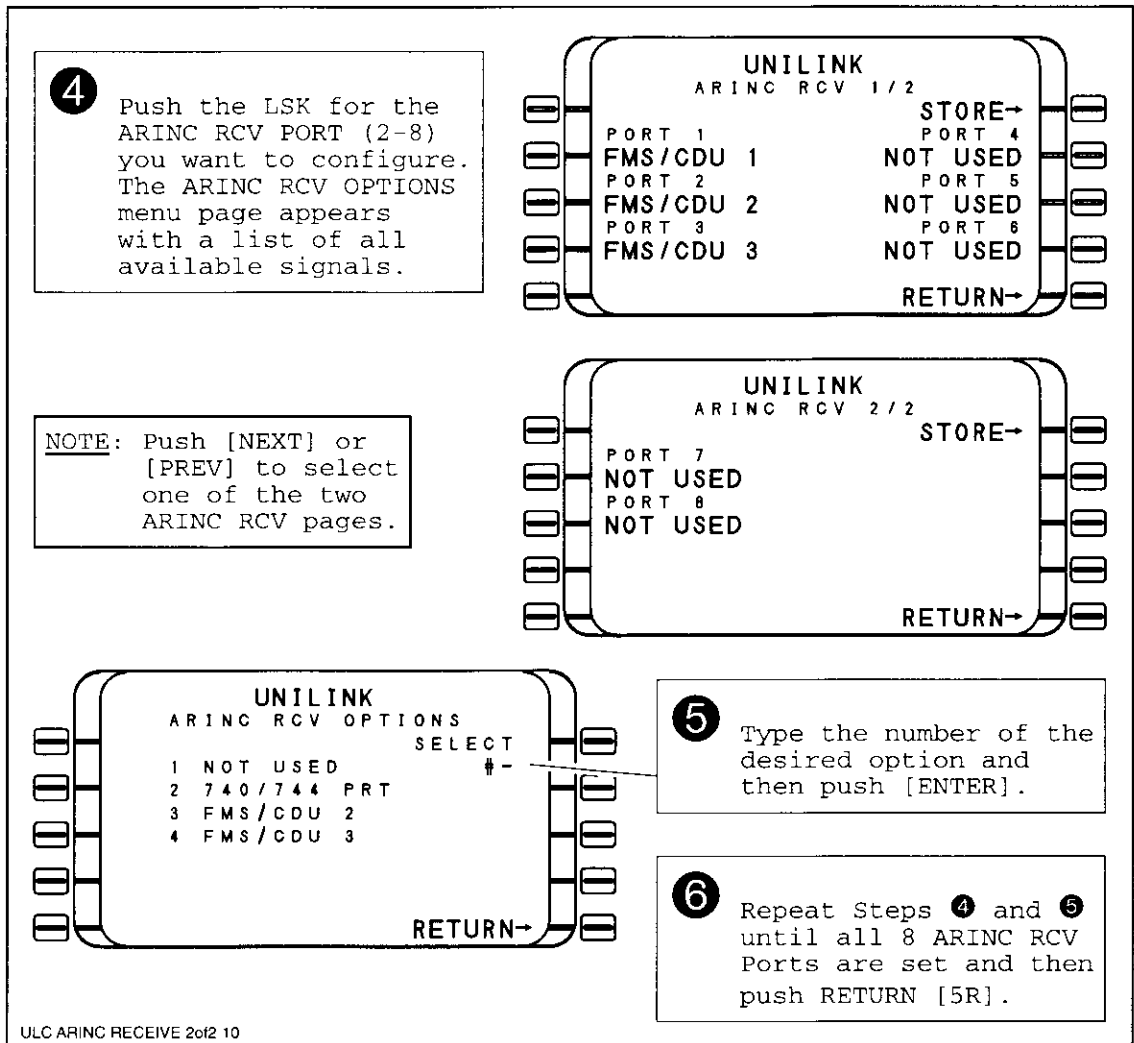 4
Push the LSK for the
ARINC RCV PORT (2-8)
you want to configure.
The ARINC RCV OPTIONS
menu page appears
with a list of all
available signals.
UNILINK
ARINC RCV 1/2
STORE→
PORT 1 PORT 4
FMS/CDU 1 NOT USED
PORT 2 PORT 5
FMS/CDU 2 NOT USED
PORT 3 PORT 6
FMS/CDU 3 NOT USED
RETURN→
NOTE: Push [NEXT] or
[PREV] to select
one of the two
ARINC RCV pages.
UNILINK
ARINC RCV 2/2
STORE→
PORT 7
NOT USED
PORT 8
NOT USED
RETURN→
UNILINK
ARINC RCV OPTIONS
SELECT
1 NOT USED #-
2 740/744 PRT
3 FMS/CDU 2
4 FMS/CDU 3
RETURN→
5
Type the number of the
desired option and
then push [ENTER].
6
Repeat Steps 4 and 5
until all 8 ARINC RCV
Ports are set and then
push RETURN [5R].
ULC ARINC RECEIVE 2of2 10